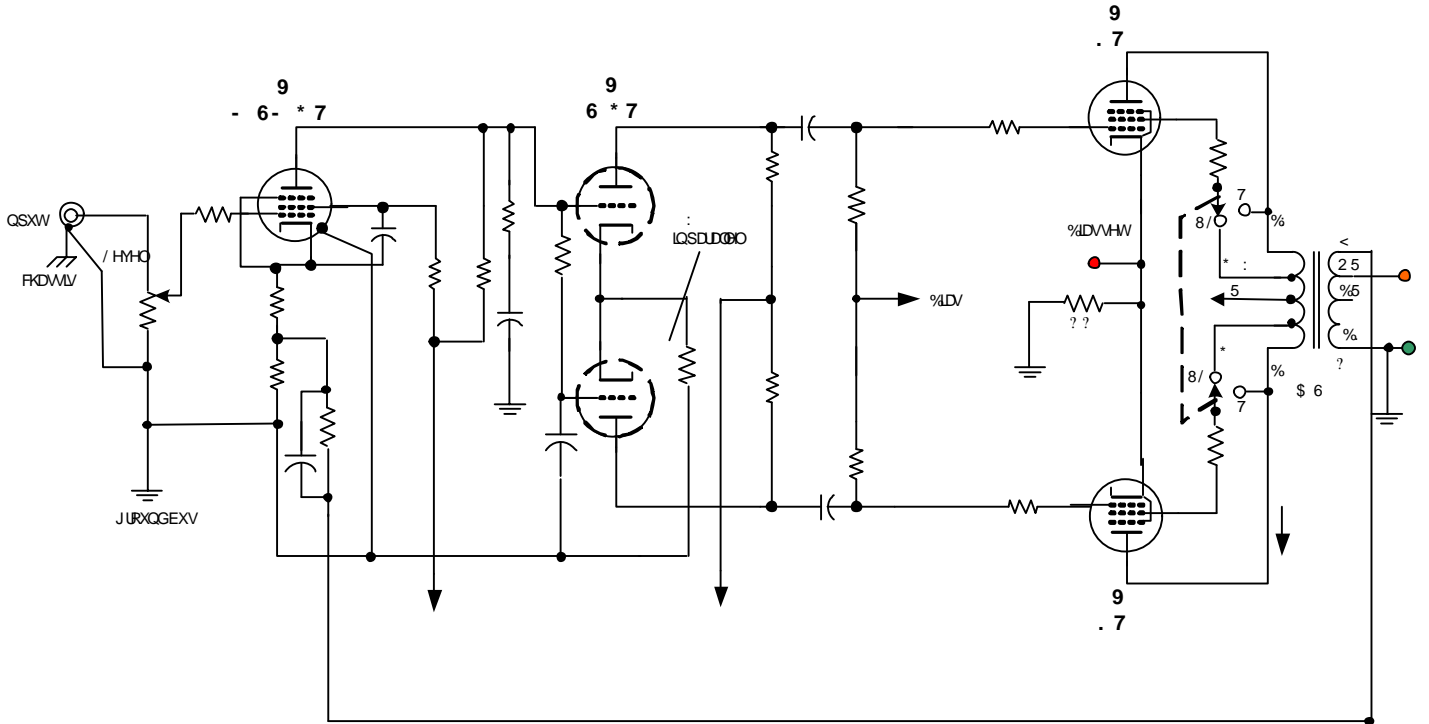 9
. 7
9
- 6- * 7
9
6 * 7
QSXW
/ HYHO
FKDVVLV
:
LQSDUDOOHO
%LDVVHW
%LDV
? ?
7
8/
%
* :
5
<
2 5
%5
%
?
*
8/
7
%
$ 6
J URXQGEXV
9
. 7